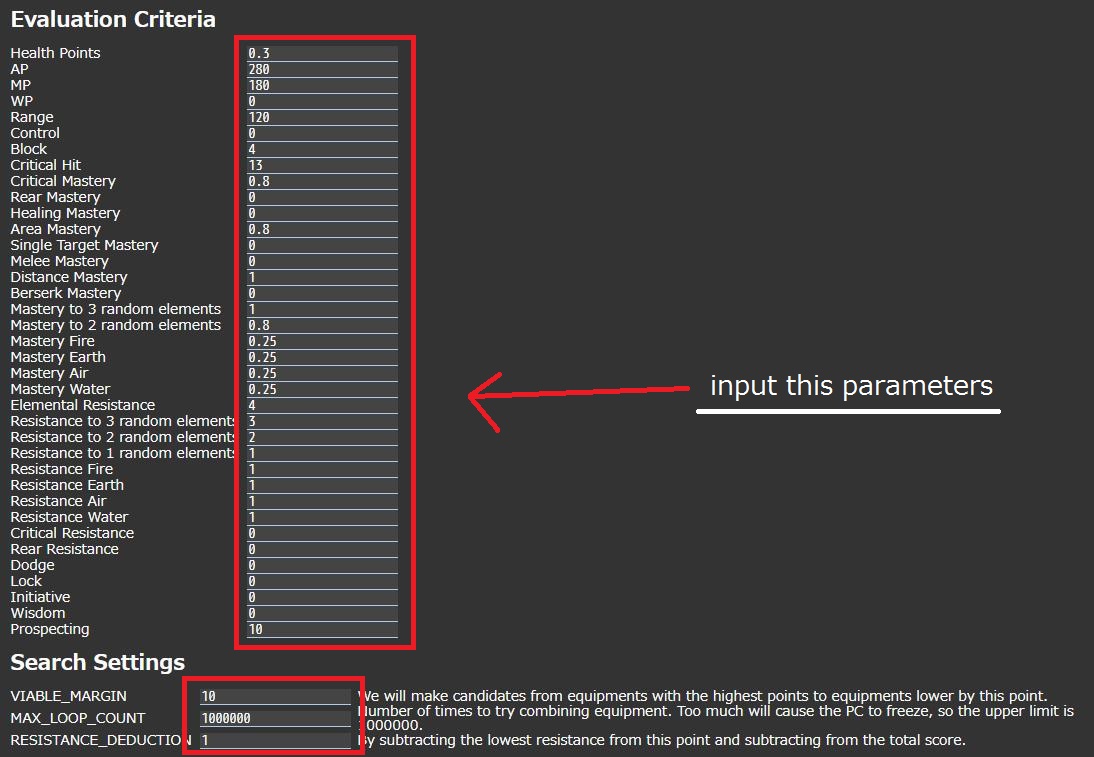 Evaluation Criteria
Health Points 0.3
AP 280
MP 180
WP 0
Range 120
Control 0
Block 4
Critical Hit 13
Critical Mastery 0.8
Rear Mastery 0
Healing Mastery 0
Area Mastery 0.8
Single Target Mastery 0
Melee Mastery 0
Distance Mastery 1
Berserk Mastery 0
Mastery to 3 random elements 1
Mastery to 2 random elements 0.8
Mastery Fire 0.25
Mastery Earth 0.25
Mastery Air 0.25
input this parameters
Mastery Water 0.25
Elemental Resistance 4
Resistance to 3 random elements 3
Resistance to 2 random elements 2
Resistance to 1 random elements 1
Resistance Fire 1
Resistance Earth 1
Resistance Air 1
Resistance Water 1
Critical Resistance 0
Rear Resistance 0
Dodge 0
Lock 0
Initiative 0
Wisdom 0
Prospecting 10
Search Settings
VIABLE_MARGIN 10 We will make candidates from equipments with the highest points to equipments lower by this point.
MAX_LOOP_COUNT 1000000 Number of times to try combining equipment. Too much will cause the PC to freeze, so the upper limit is
1000000.
RESISTANCE_DEDUCTION 1 By subtracting the lowest resistance from this point and subtracting from the total score.